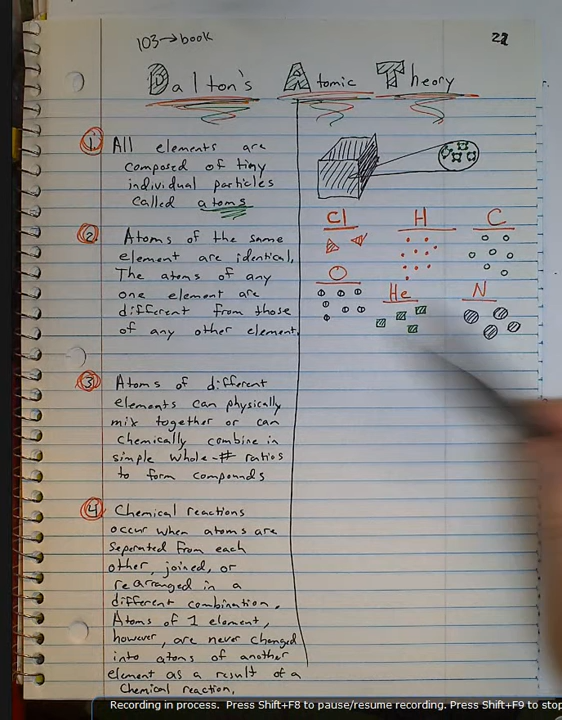 103→book
21
Dalton's Atomic Theory
1. All elements are
composed of tiny
individual particles
called atoms
2. Atoms of the same
element are identical.
The atoms of any
one element are
different from those
of any other element.
3 Atoms of different
elements can physically
mix together or can
chemically combine in
simple whole-# ratios
to form compounds
4. Chemical reactions
occur when atoms are
Seperated from each
other, joined, or
rearranged in a
different combination.
Atoms of 1 element,
however, are never changed
into atoms of another
element as a result of a
Chemical reaction.
Cl H C
O He N
Recording in process. Press Shift+F8 to pause/resume recording. Press Shift+F9 to stop